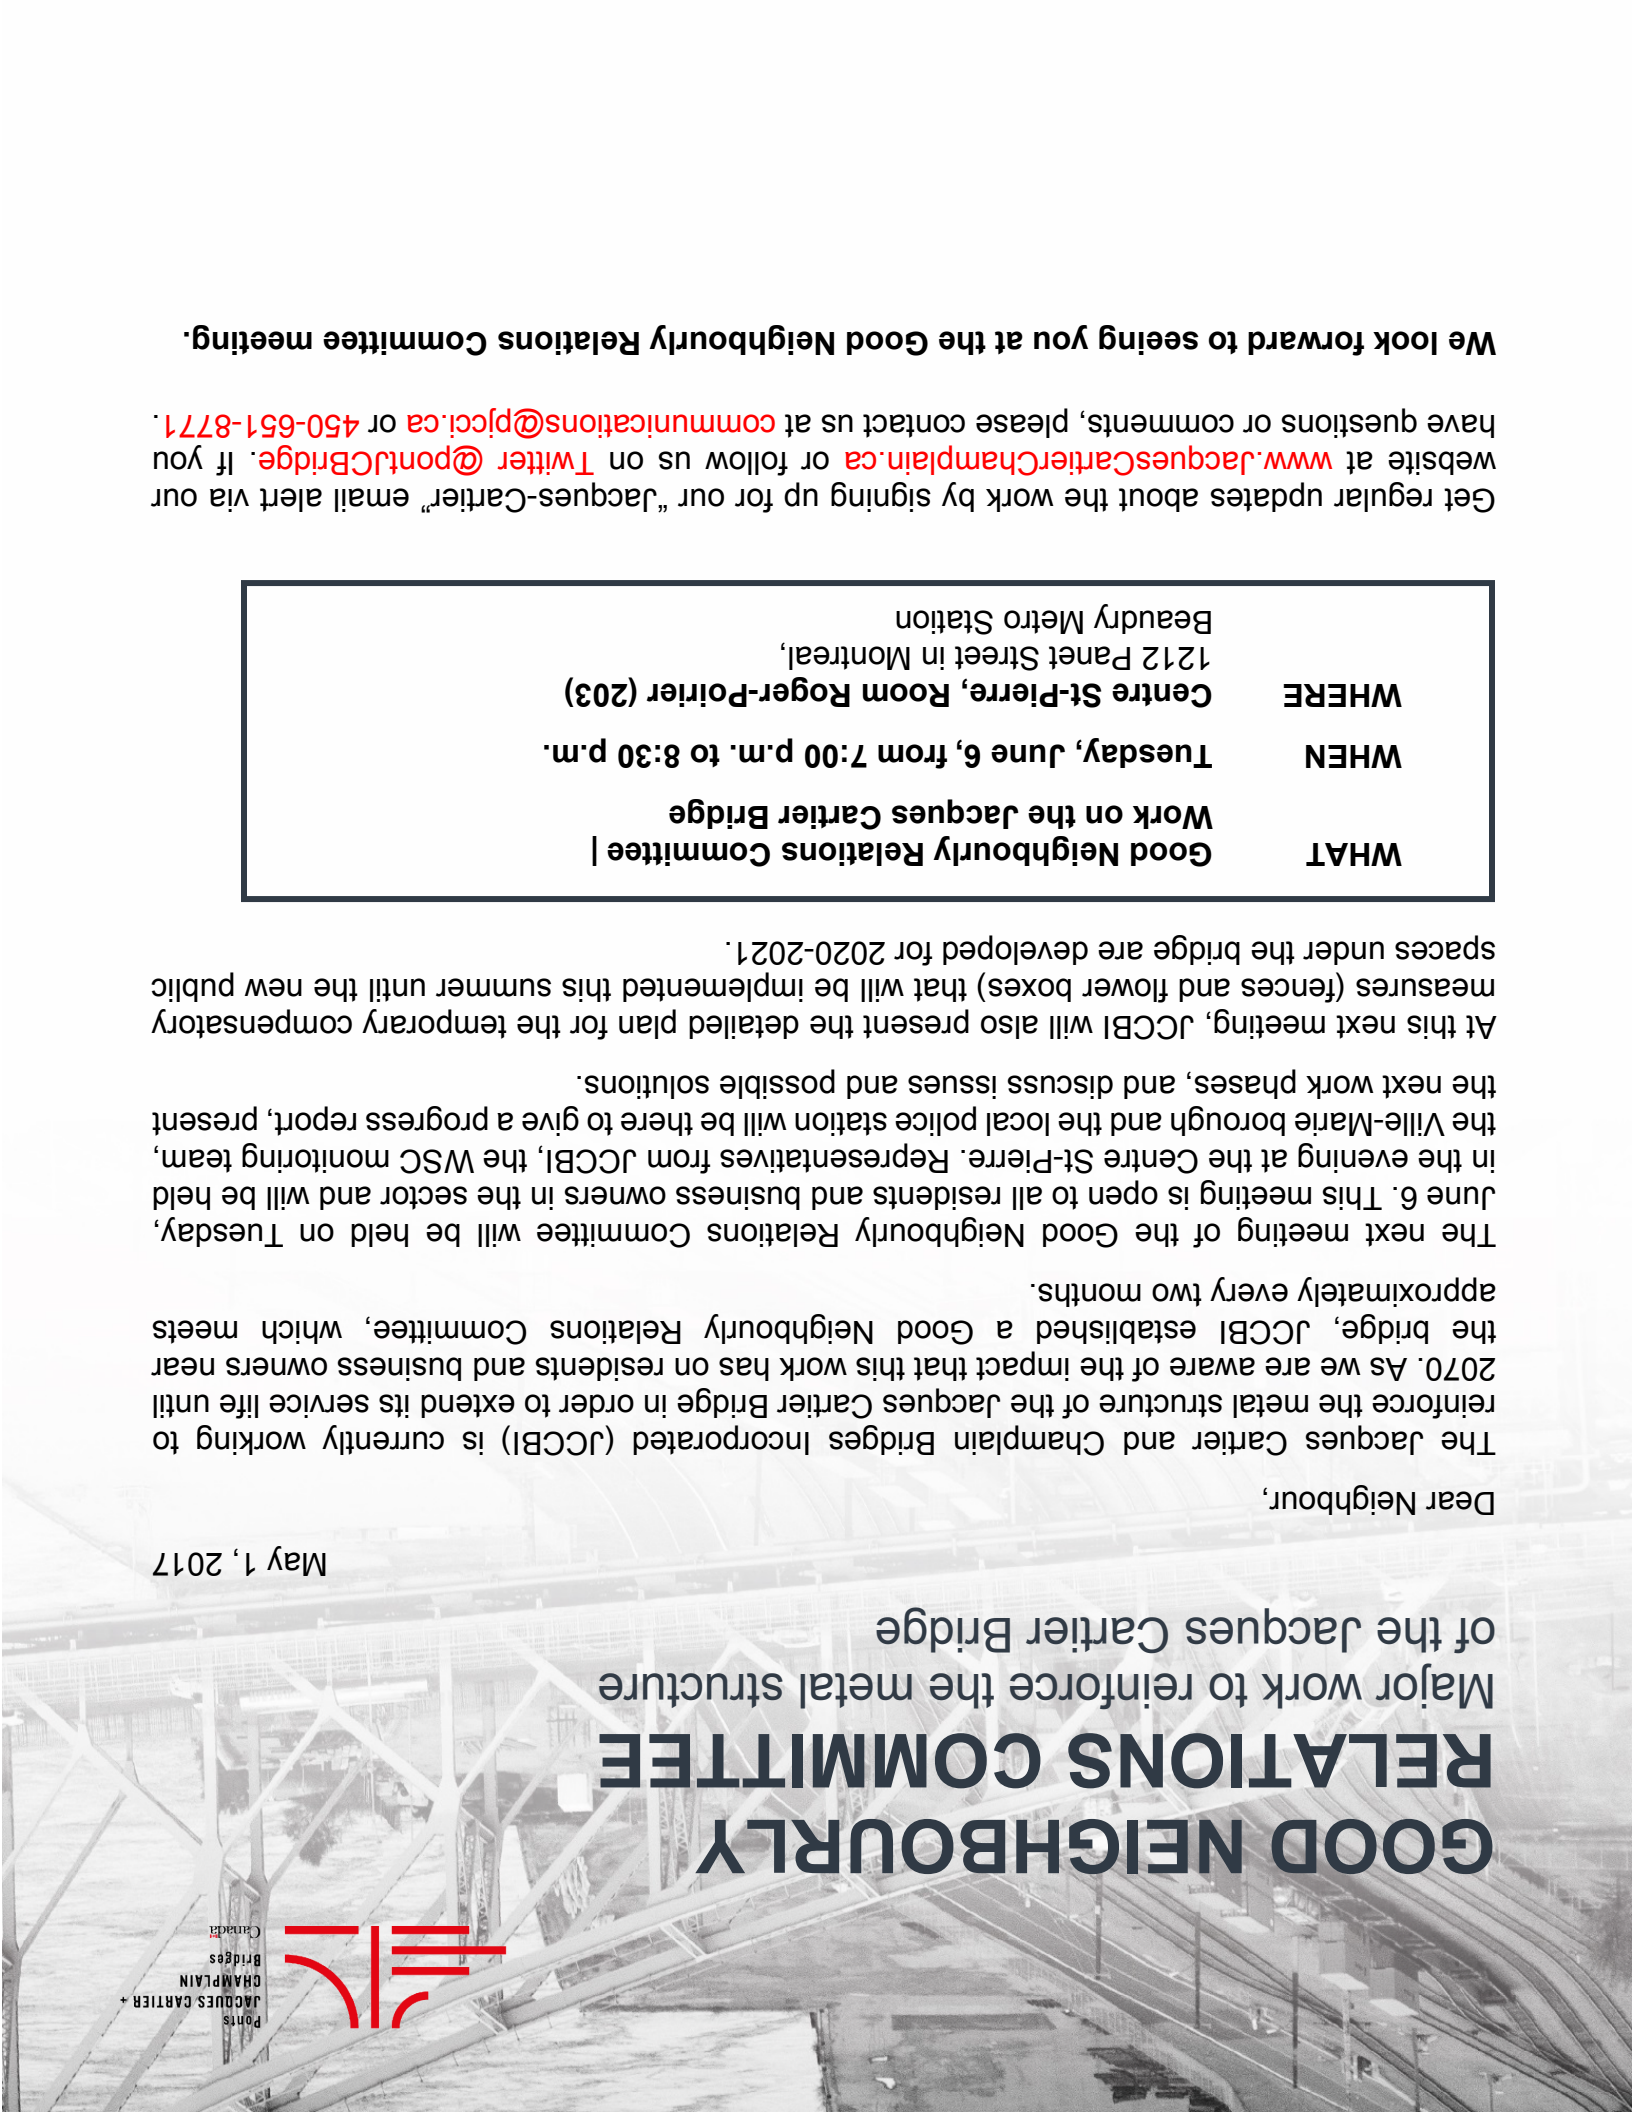 Ponts
JACQUES CARTIER +
CHAMPLAIN
Bridges
Canada
GOOD NEIGHBOURLY
RELATIONS COMMITTEE
Major work to reinforce the metal structure
of the Jacques Cartier Bridge
May 1, 2017
Dear Neighbour,
The Jacques Cartier and Champlain Bridges Incorporated (JCCBI) is currently working to
reinforce the metal structure of the Jacques Cartier Bridge in order to extend its service life until
2070. As we are aware of the impact that this work has on residents and business owners near
the bridge, JCCBI established a Good Neighbourly Relations Committee, which meets
approximately every two months.
The next meeting of the Good Neighbourly Relations Committee will be held on Tuesday,
June 6. This meeting is open to all residents and business owners in the sector and will be held
in the evening at the Centre St-Pierre. Representatives from JCCBI, the WSC monitoring team,
the Ville-Marie borough and the local police station will be there to give a progress report, present
the next work phases, and discuss issues and possible solutions.
At this next meeting, JCCBI will also present the detailed plan for the temporary compensatory
measures (fences and flower boxes) that will be implemented this summer until the new public
spaces under the bridge are developed for 2020-2021.
WHAT Good Neighbourly Relations Committee |
Work on the Jacques Cartier Bridge
WHEN Tuesday, June 6, from 7:00 p.m. to 8:30 p.m.
WHERE Centre St-Pierre, Room Roger-Poirier (203)
1212 Panet Street in Montreal,
Beaudry Metro Station
Get regular updates about the work by signing up for our “Jacques-Cartier” email alert via our
website at www.JacquesCartierChamplain.ca or follow us on Twitter @pontJCBridge. If you
have questions or comments, please contact us at communications@pjcci.ca or 450-651-8771.
We look forward to seeing you at the Good Neighbourly Relations Committee meeting.